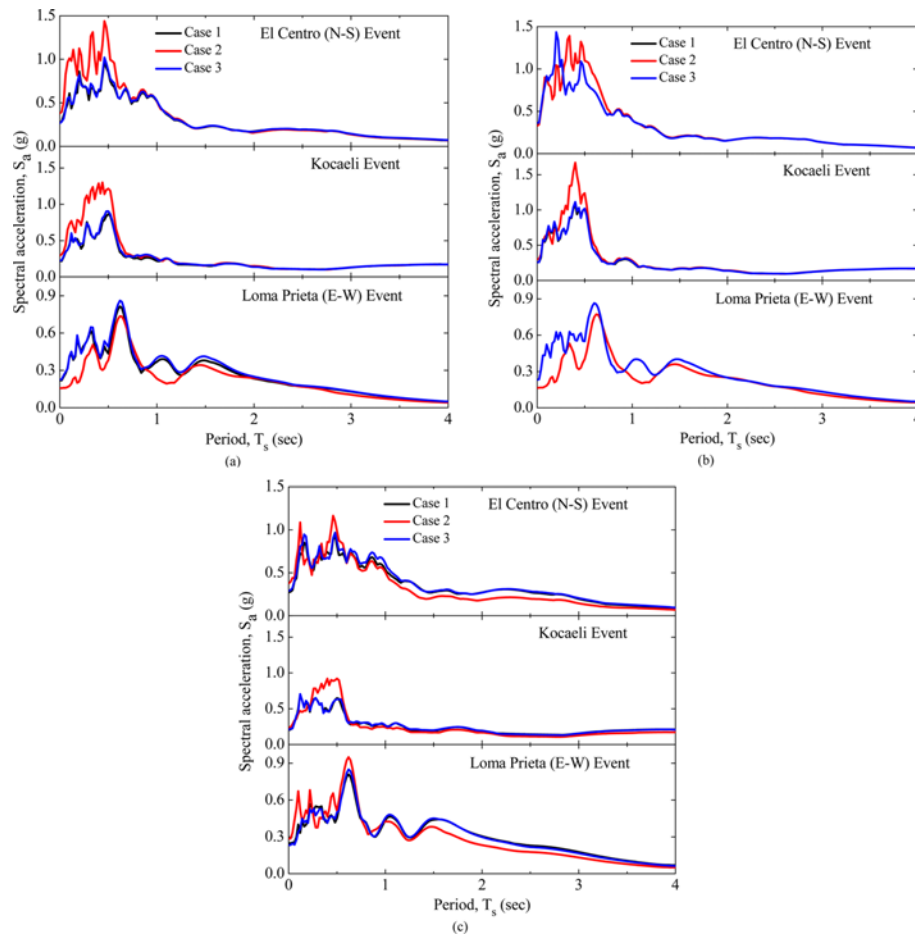 1.5
Case 1
Case 2
Case 3
El Centro (N-S) Event
1.0
0.5
0.0
1.5
Kocaeli Event
1.0
0.5
0.0
Loma Prieta (E-W) Event
0.9
0.6
0.3
0.0
0 1 2 3 4
Spectral acceleration, S_a (g)
Period, T_s (sec)
(a)
1.5
El Centro (N-S) Event
Case 1
Case 2
Case 3
1.0
0.5
0.0
1.5
Kocaeli Event
1.0
0.5
0.0
Loma Prieta (E-W) Event
0.9
0.6
0.3
0.0
0 1 2 3 4
Spectral acceleration, S_a (g)
Period, T_s (sec)
(b)
1.5
Case 1
Case 2
Case 3
El Centro (N-S) Event
1.0
0.5
0.0
1.5
Kocaeli Event
1.0
0.5
0.0
Loma Prieta (E-W) Event
0.9
0.6
0.3
0.0
0 1 2 3 4
Spectral acceleration, S_a (g)
Period, T_s (sec)
(c)